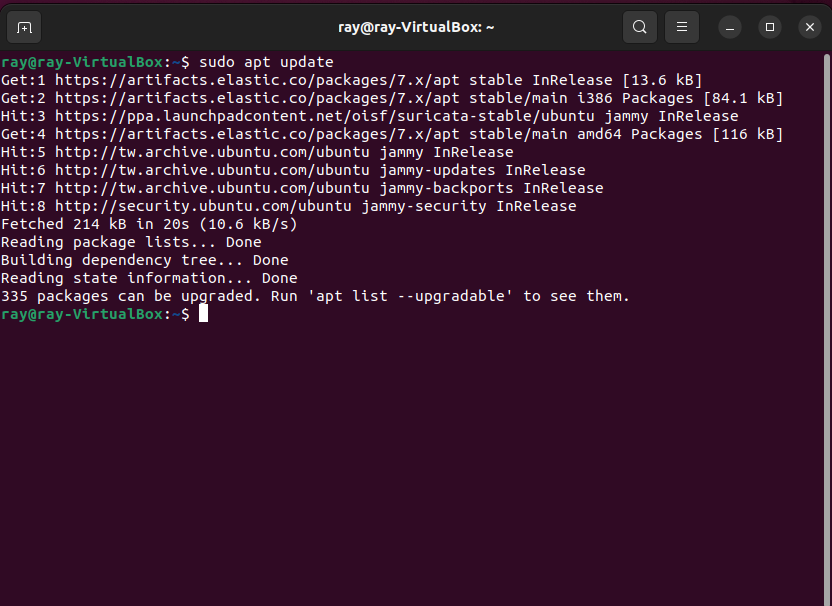 ray@ray-VirtualBox: ~
ray@ray-VirtualBox:~$ sudo apt update
Get:1 https://artifacts.elastic.co/packages/7.x/apt stable InRelease [13.6 kB]
Get:2 https://artifacts.elastic.co/packages/7.x/apt stable/main i386 Packages [84.1 kB]
Hit:3 https://ppa.launchpadcontent.net/oisf/suricata-stable/ubuntu jammy InRelease
Get:4 https://artifacts.elastic.co/packages/7.x/apt stable/main amd64 Packages [116 kB]
Hit:5 http://tw.archive.ubuntu.com/ubuntu jammy InRelease
Hit:6 http://tw.archive.ubuntu.com/ubuntu jammy-updates InRelease
Hit:7 http://tw.archive.ubuntu.com/ubuntu jammy-backports InRelease
Hit:8 http://security.ubuntu.com/ubuntu jammy-security InRelease
Fetched 214 kB in 20s (10.6 kB/s)
Reading package lists... Done
Building dependency tree... Done
Reading state information... Done
335 packages can be upgraded. Run 'apt list --upgradable' to see them.
ray@ray-VirtualBox:~$